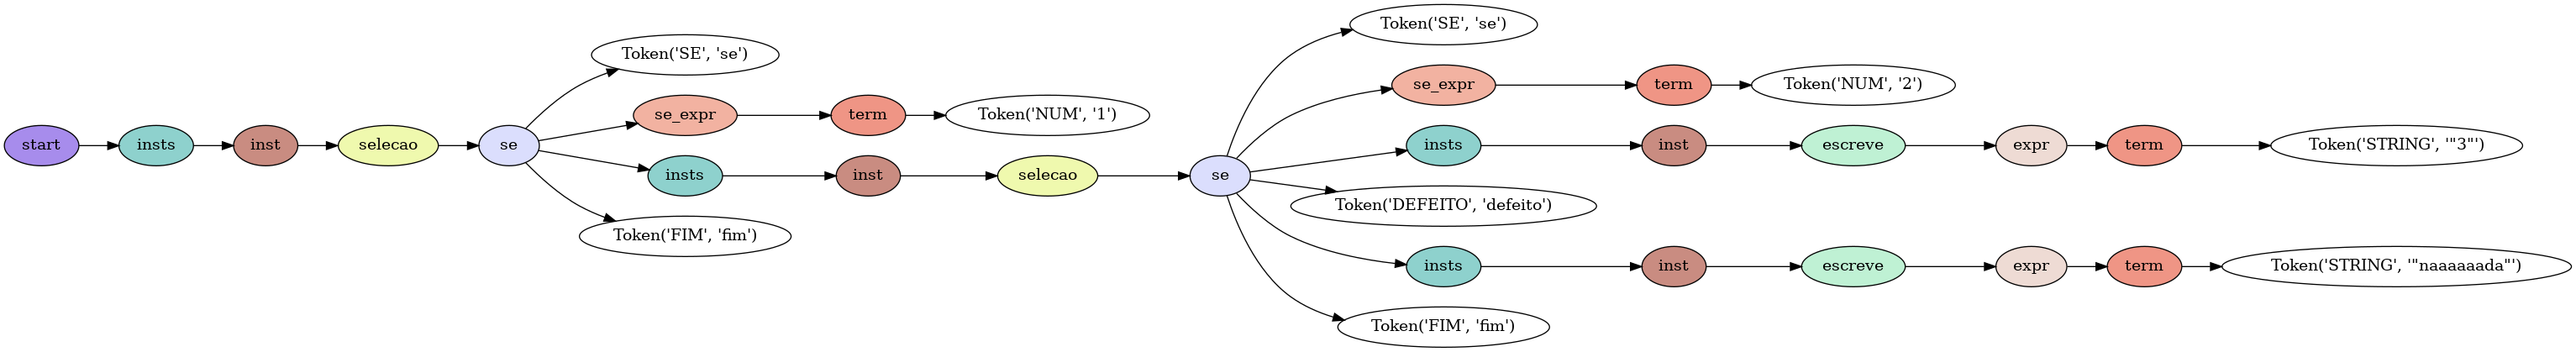 start
insts
inst
selecao
se
Token('SE', 'se')
se_expr
term
Token('NUM', '1')
insts
inst
selecao
se
Token('SE', 'se')
se_expr
term
Token('NUM', '2')
insts
inst
escreve
expr
term
Token('STRING', '"3"')
Token('DEFEITO', 'defeito')
insts
inst
escreve
expr
term
Token('STRING', '"naaaaaada"')
Token('FIM', 'fim')
Token('FIM', 'fim')